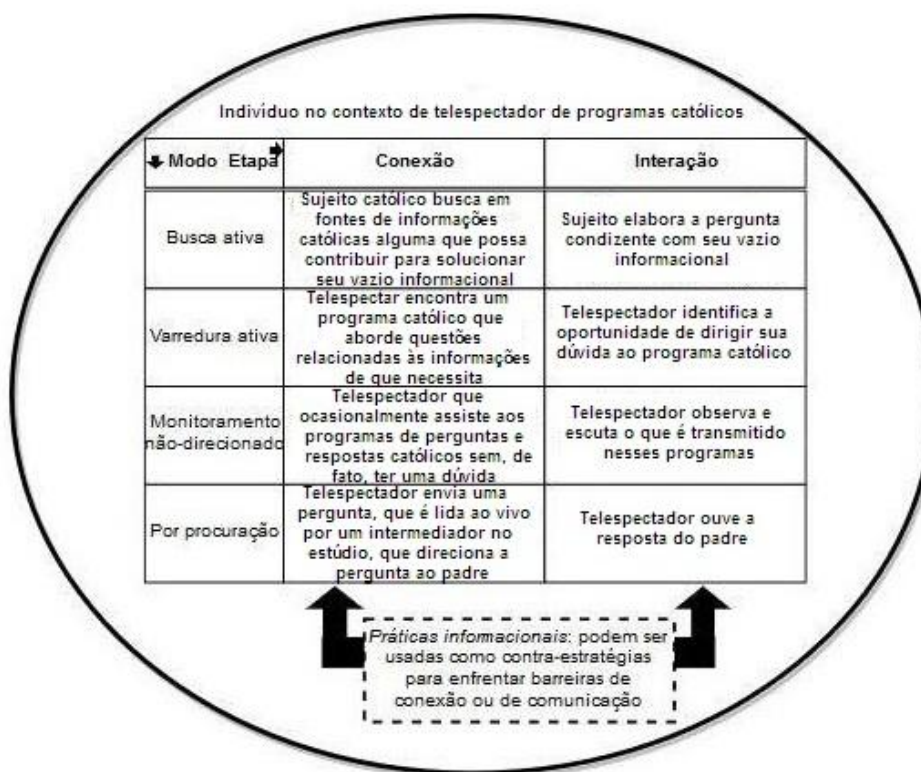 Indivíduo no contexto de telespectador de programas católicos
Modo Etapa
Conexão
Interação
Busca ativa
Sujeito católico busca em
fontes de informações
católicas alguma que possa
contribuir para solucionar
seu vazio informacional
Sujeito elabora a pergunta
condizente com seu vazio
informacional
Varredura ativa
Telespectar encontra um
programa católico que
aborde questões
relacionadas às informações
de que necessita
Telespectador identifica a
oportunidade de dirigir sua
dúvida ao programa católico
Monitoramento
não-direcionado
Telespectador que
ocasionalmente assiste aos
programas de perguntas e
respostas católicos sem, de
fato, ter uma dúvida
Telespectador observa e
escuta o que é transmitido
nesses programas
Por procuração
Telespectador envia uma
pergunta, que é lida ao vivo
por um intermediador no
estúdio, que direciona a
pergunta ao padre
Telespectador ouve a
resposta do padre
Práticas informacionais: podem ser
usadas como contra-estratégias
para enfrentar barreiras de
conexão ou de comunicação